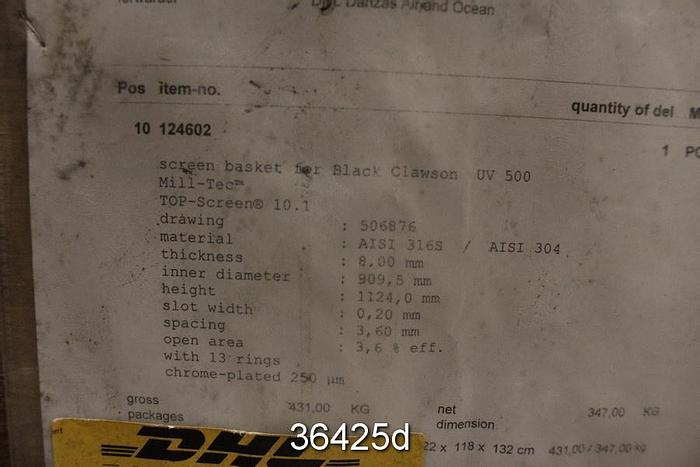 Danzas Air and Ocean
Pos item-no.
quantity of del M
10 124602
1 PC
screen basket for Black Clawson UV 500
Mill-Tec™
TOP-Screen® 10.1
drawing : 506876
material : AISI 316S / AISI 304
thickness : 8,00 mm
inner diameter : 909,5 mm
height : 1124,0 mm
slot width : 0,20 mm
spacing : 3,60 mm
open area : 3,6 % eff.
with 13 rings
chrome-plated 250 µm
gross 431,00 KG net 347,00 KG
packages dimension
22 x 118 x 132 cm 431,00 / 347,00 kg
DHL
36425d